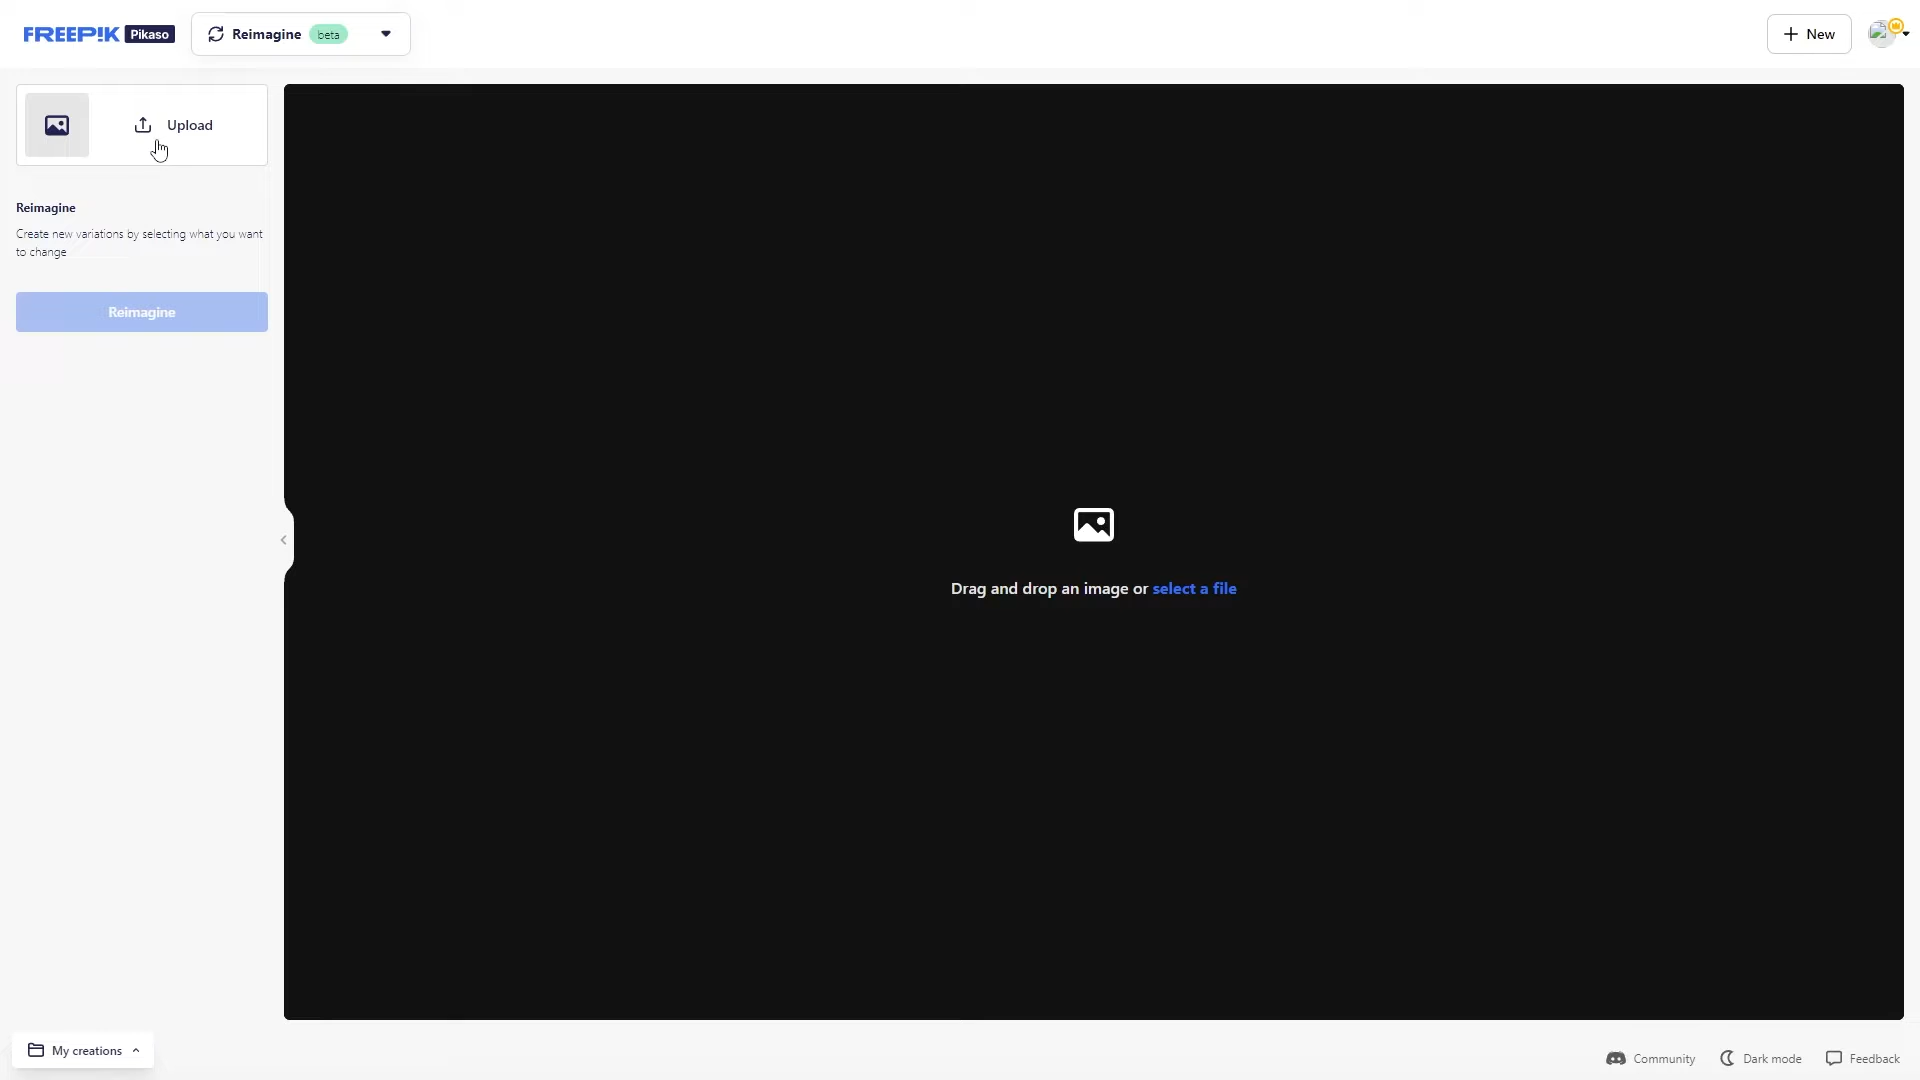 FREEP!K Pikaso
Reimagine beta
New
Upload
Reimagine
Create new variations by selecting what you want
to change
Reimagine
Drag and drop an image or select a file
My creations
Community
Dark mode
Feedback